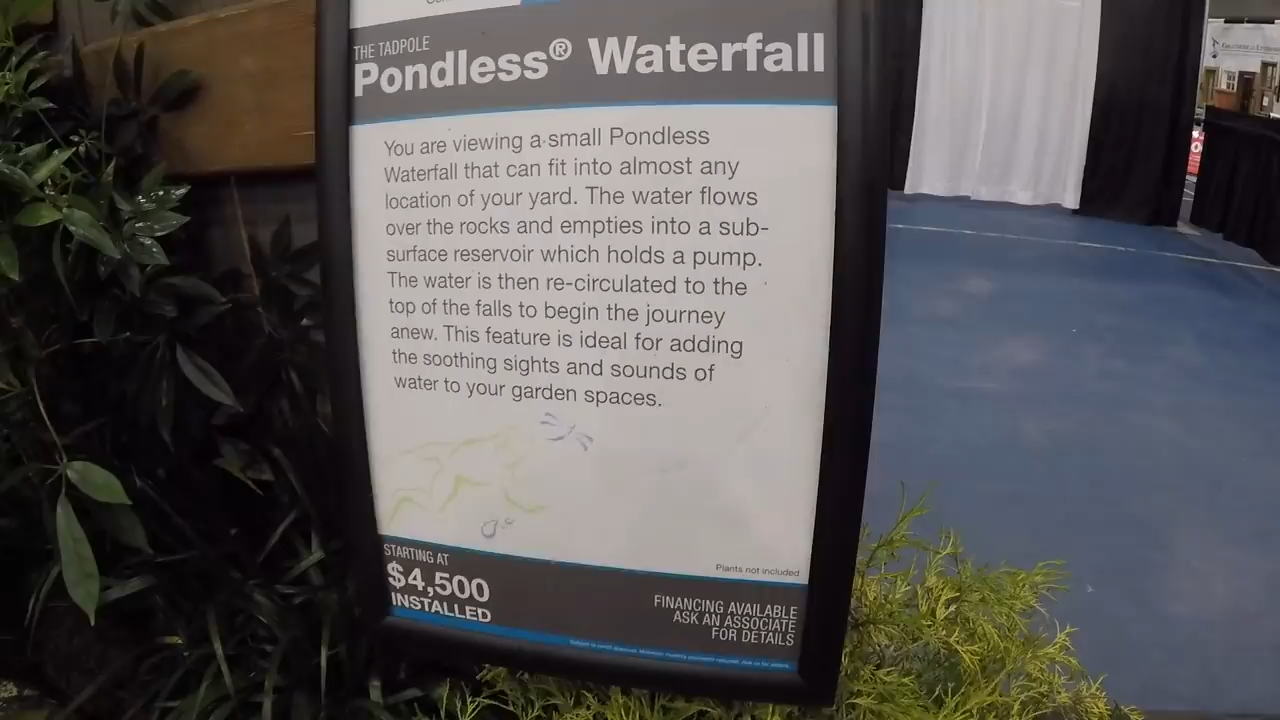 THE TADPOLE
Pondless® Waterfall
You are viewing a small Pondless
Waterfall that can fit into almost any
location of your yard. The water flows
over the rocks and empties into a sub-
surface reservoir which holds a pump.
The water is then re-circulated to the
top of the falls to begin the journey
anew. This feature is ideal for adding
the soothing sights and sounds of
water to your garden spaces.
Plants not included
STARTING AT
$4,500
INSTALLED
FINANCING AVAILABLE
ASK AN ASSOCIATE
FOR DETAILS